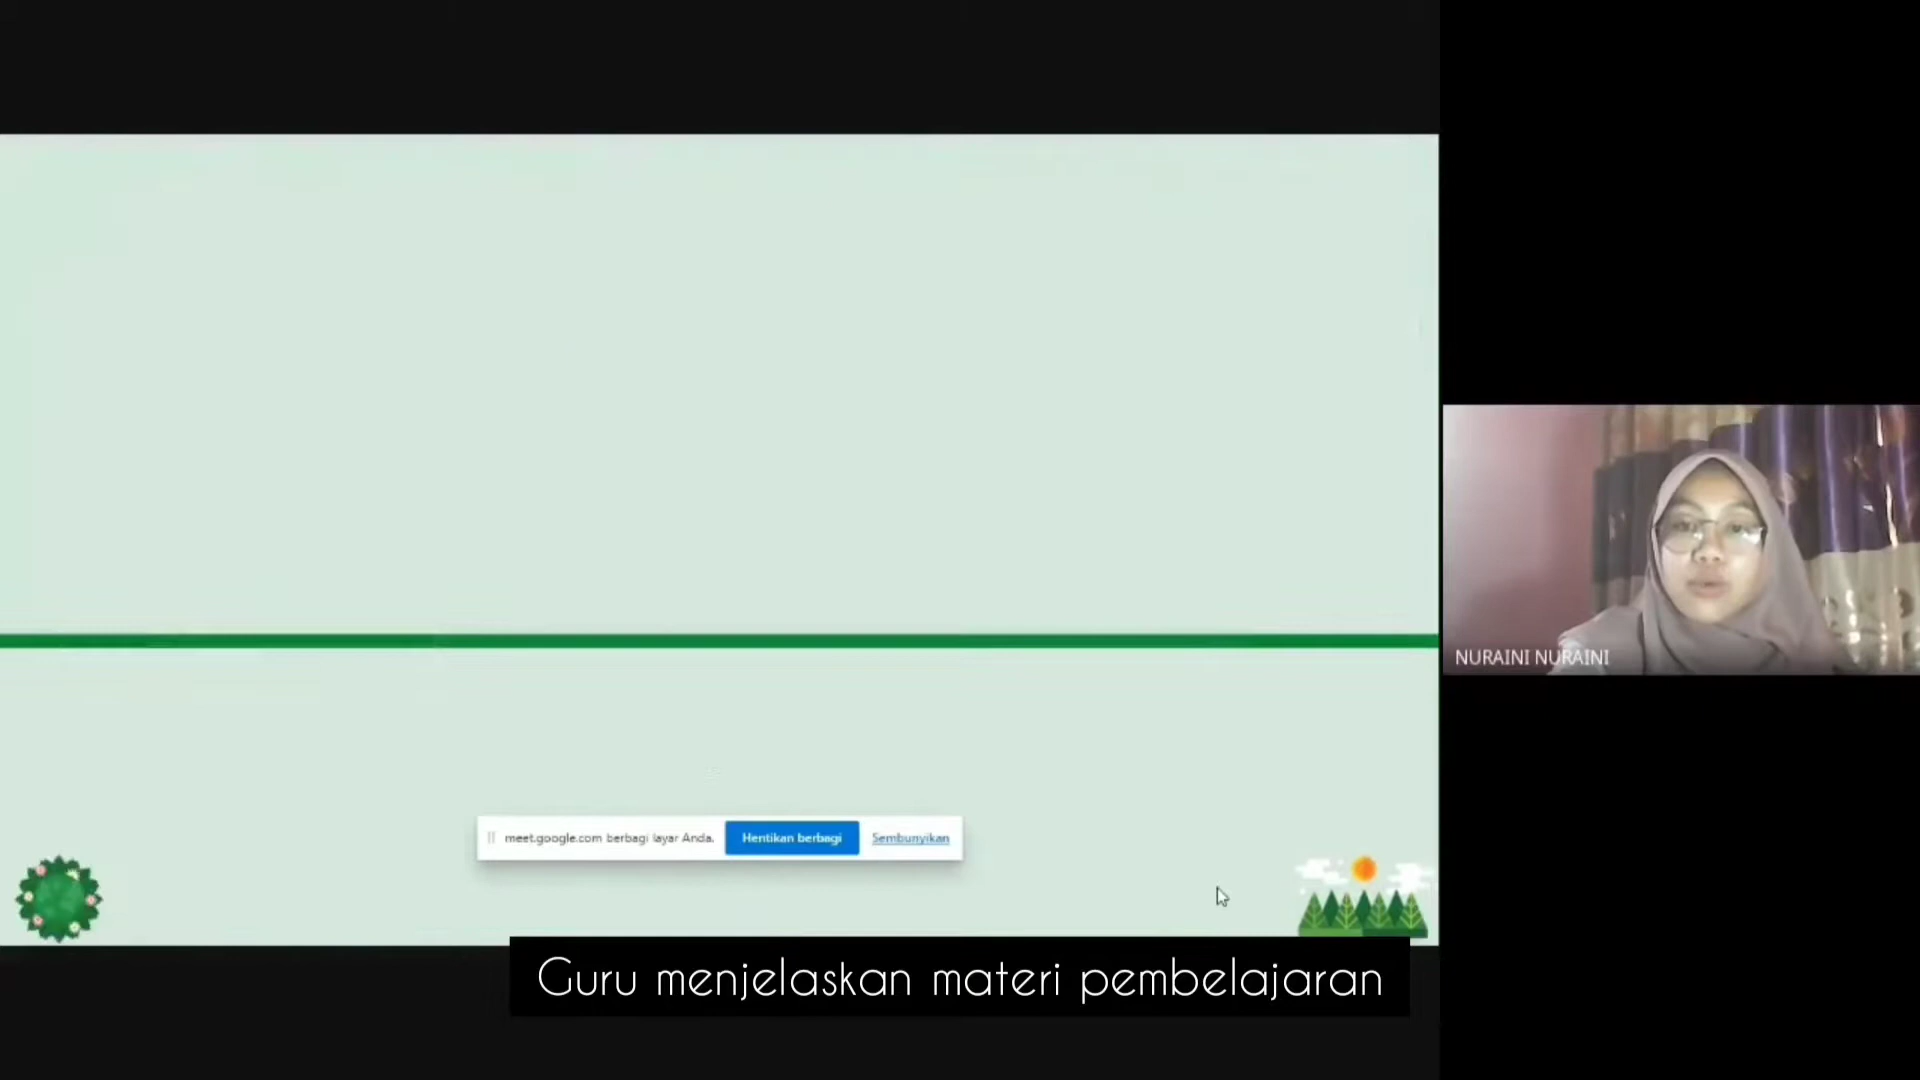 NURAINI NURAINI
meet.google.com berbagi layar Anda. Hentikan berbagi Sembunyikan
Guru menjelaskan materi pembelajaran